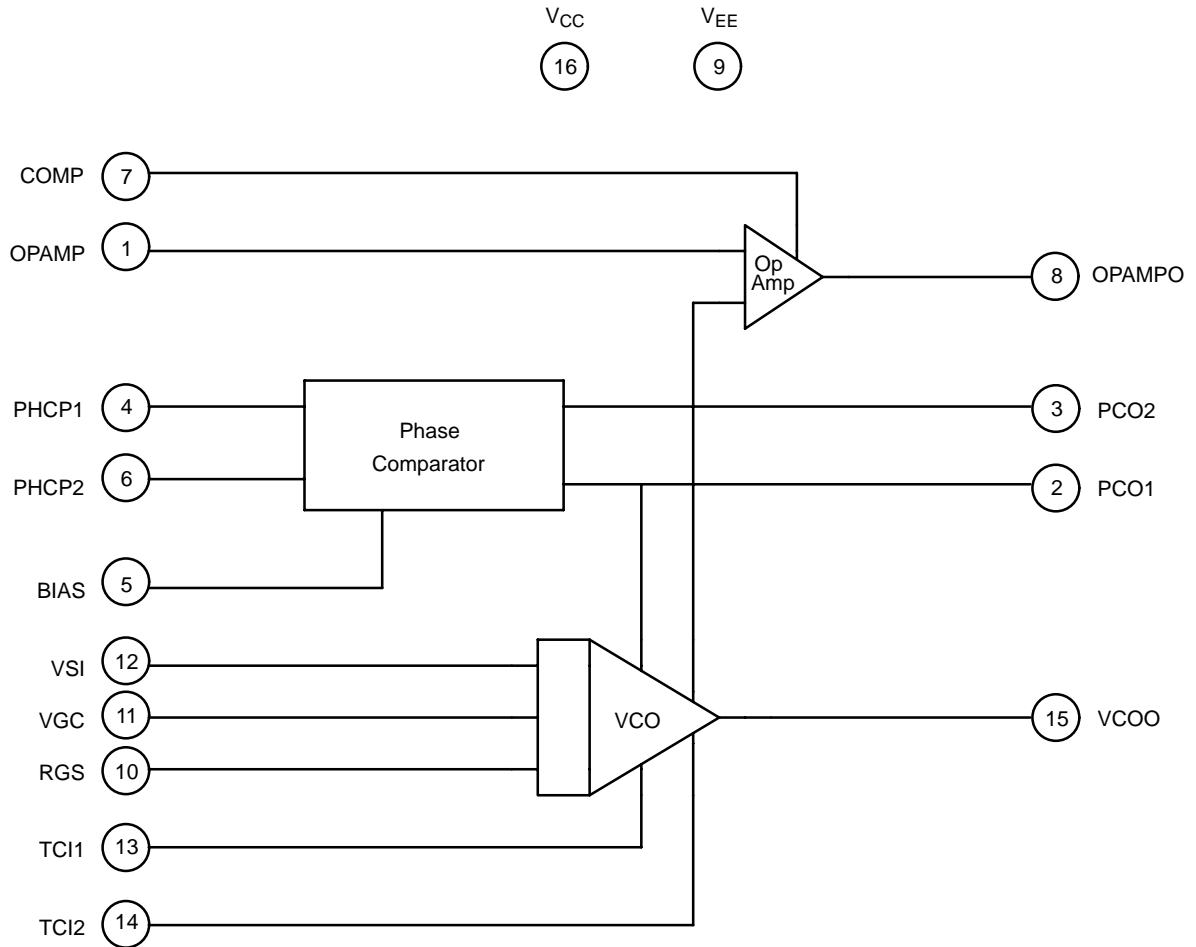 VCC VEE
16 9
COMP 7
OPAMP 1
Op
Amp
8 OPAMPO
PHCP1 4
Phase
Comparator
3 PCO2
PHCP2 6
2 PCO1
BIAS 5
VSI 12
VGC 11
VCO
15 VCOO
RGS 10
TCI1 13
TCI2 14